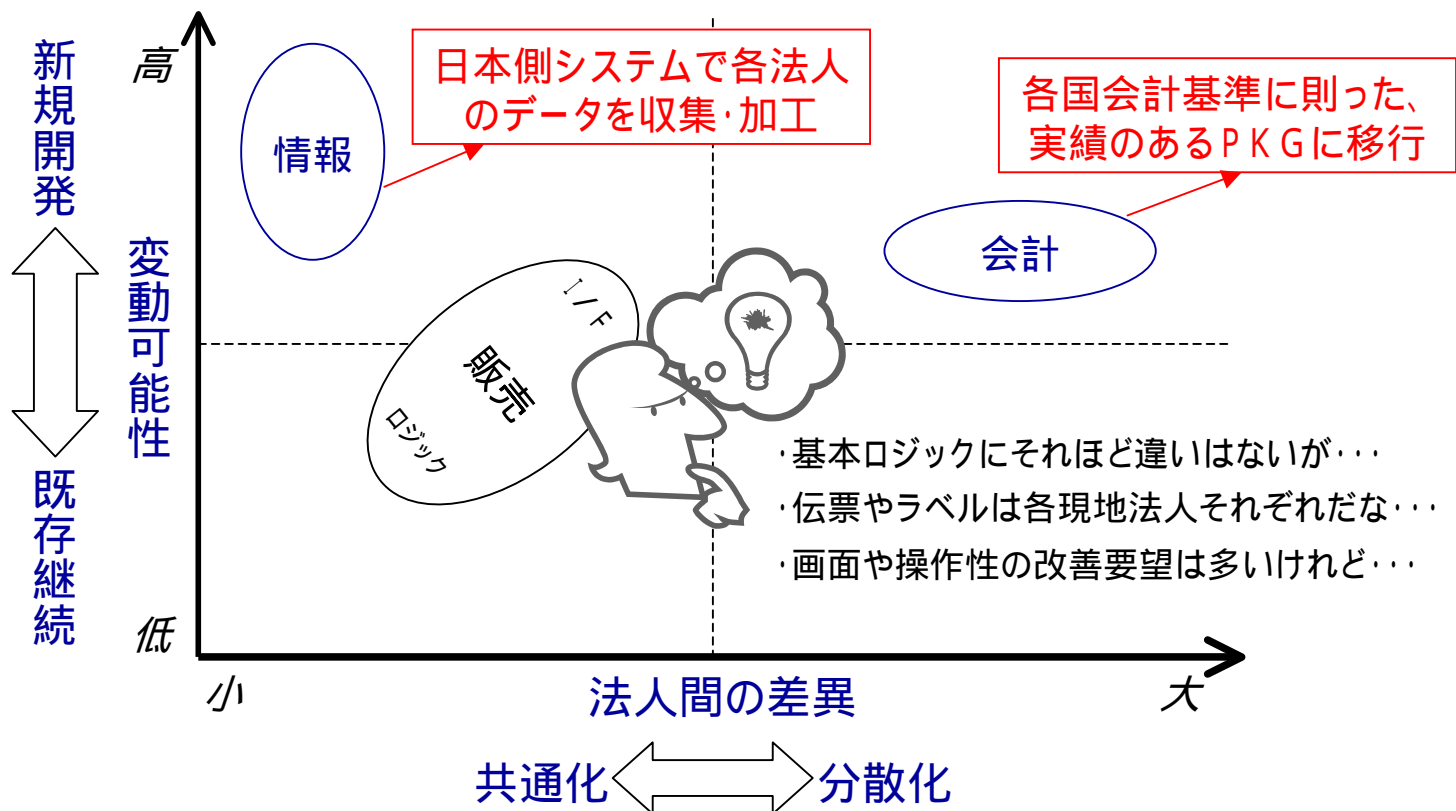 新規開発
変動可能性
既存継続
高
低
情報
日本側システムで各法人
のデータを収集・加工
各国会計基準に則った、
実績のあるＰＫＧに移行
会計
Ｉ／Ｆ
販売
ロジック
・基本ロジックにそれほど違いはないが・・・
・伝票やラベルは各現地法人それぞれだな・・・
・画面や操作性の改善要望は多いけれど・・・
小
法人間の差異
大
共通化
分散化